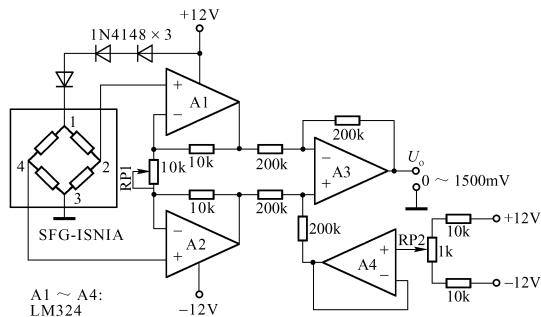 +12V
1N4148×3
+
A1
−
1
4
2
3
SFG-ISNIA
RP1
10k
10k
200k
200k
−
A3
+
Uo
0 ~ 1500mV
10k
200k
−
A2
+
200k
A4
+
−
RP2
10k
+12V
1k
10k
−12V
−12V
A1 ~ A4:
LM324